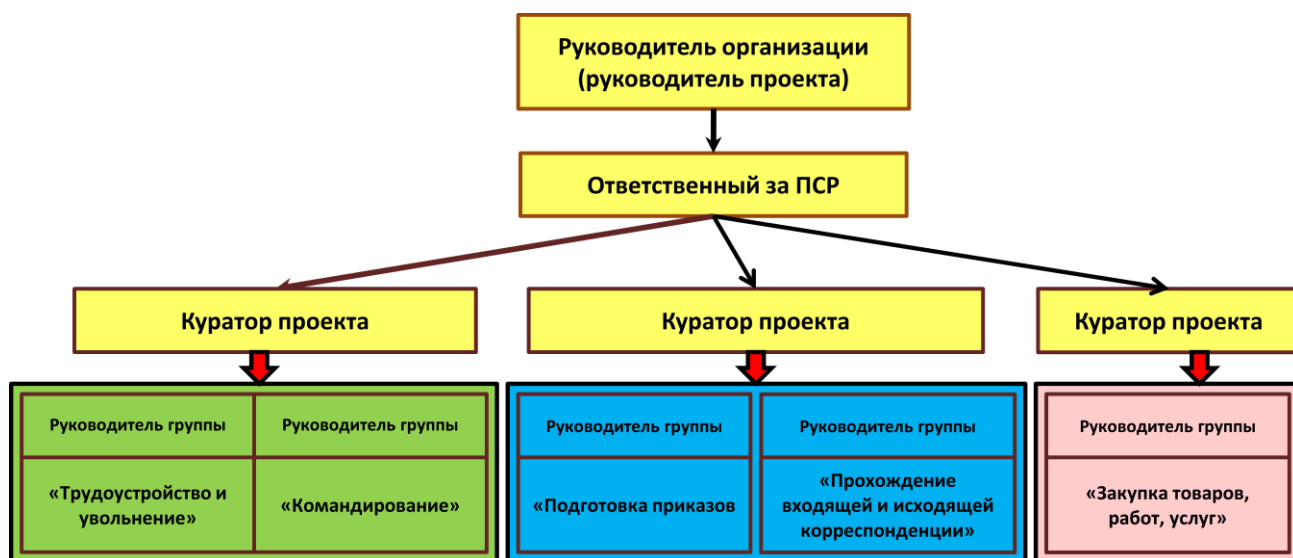 Руководитель организации
(руководитель проекта)
Ответственный за ПСР
Куратор проекта
Куратор проекта
Куратор проекта
Руководитель группы
Руководитель группы
Руководитель группы
Руководитель группы
Руководитель группы
«Трудоустройство и
увольнение»
«Командирование»
«Подготовка приказов
«Прохождение
входящей и исходящей
корреспонденции»
«Закупка товаров,
работ, услуг»